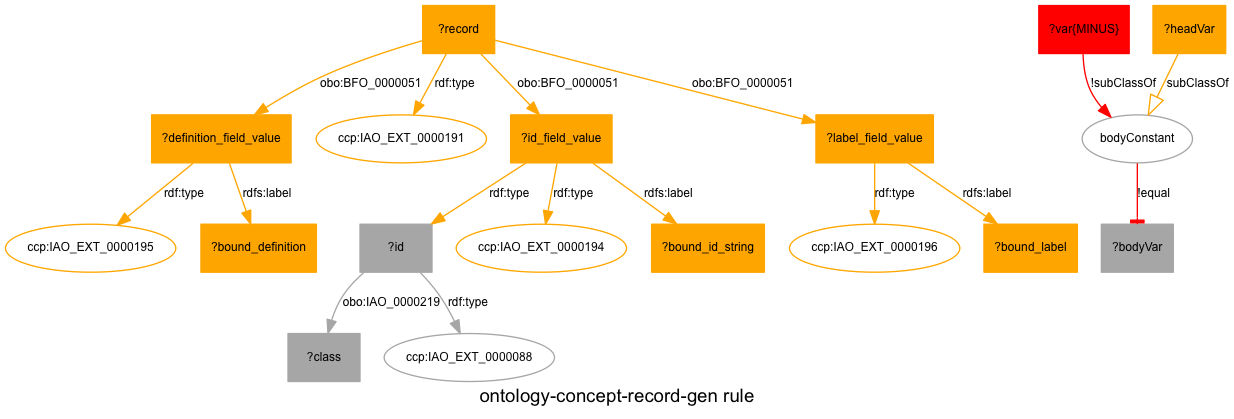 ?record
?var{MINUS}
?headVar
obo:BFO_0000051
rdf:type
obo:BFO_0000051
obo:BFO_0000051
!subClassOf
subClassOf
?definition_field_value
ccp:IAO_EXT_0000191
?id_field_value
?label_field_value
bodyConstant
rdf:type
rdfs:label
rdf:type
rdf:type
rdfs:label
rdf:type
rdfs:label
!equal
ccp:IAO_EXT_0000195
?bound_definition
?id
ccp:IAO_EXT_0000194
?bound_id_string
ccp:IAO_EXT_0000196
?bound_label
?bodyVar
obo:IAO_0000219
rdf:type
?class
ccp:IAO_EXT_0000088
ontology-concept-record-gen rule